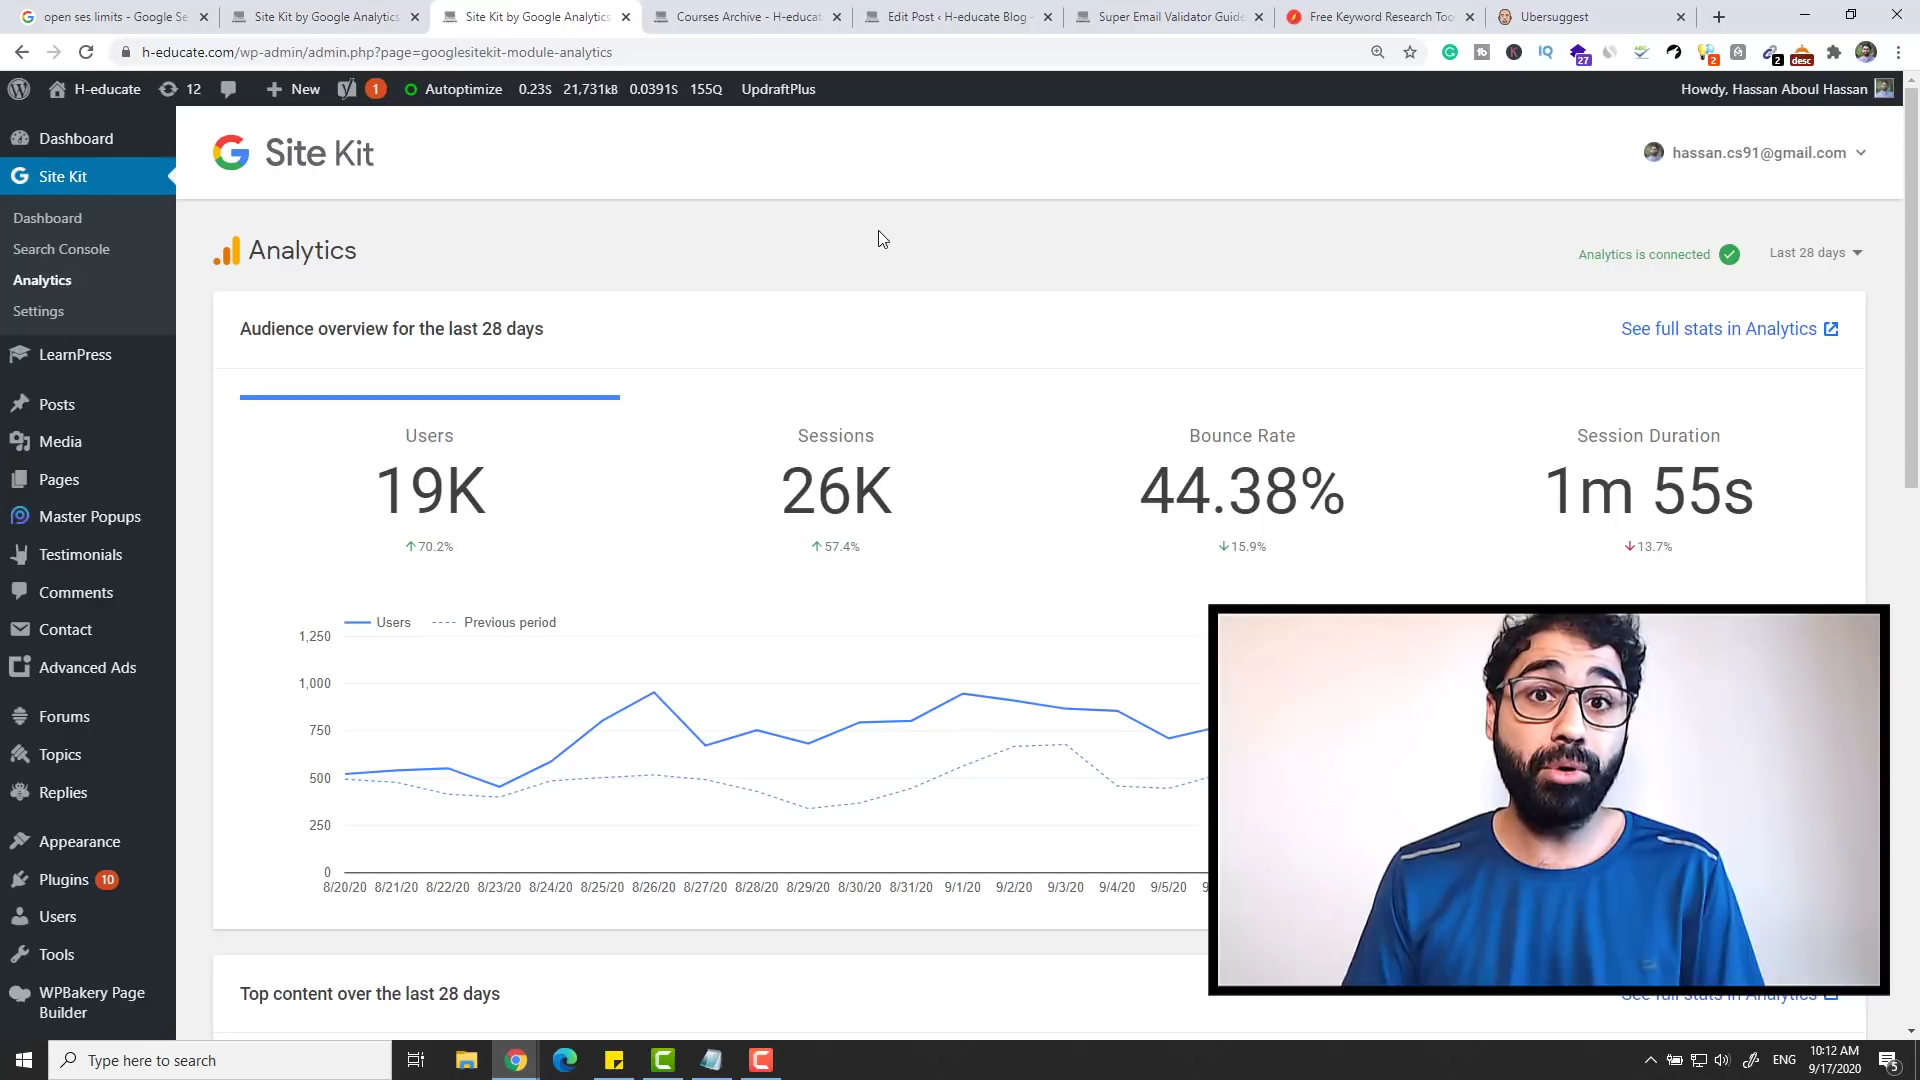 open ses limits - Google Se
Site Kit by Google Analytics
Site Kit by Google Analytics
Courses Archive - H-educat
Edit Post ‹ H-educate Blog -
Super Email Validator Guide
Free Keyword Research Too
Ubersuggest
h-educate.com/wp-admin/admin.php?page=googlesitekit-module-analytics
27
2
2
desc
H-educate
12
New
1
Autoptimize
0.23S
21,731kB
0.0391S
155Q
UpdraftPlus
Howdy, Hassan Aboul Hassan
Dashboard
Site Kit
Dashboard
Search Console
Analytics
Settings
LearnPress
Posts
Media
Pages
Master Popups
Testimonials
Comments
Contact
Advanced Ads
Forums
Topics
Replies
Appearance
Plugins 10
Users
Tools
WPBakery Page
Builder
Site Kit
hassan.cs91@gmail.com
Analytics
Analytics is connected
Last 28 days
Audience overview for the last 28 days
See full stats in Analytics
Users
19K
70.2%
Sessions
26K
57.4%
Bounce Rate
44.38%
15.9%
Session Duration
1m 55s
13.7%
Users
Previous period
1,250
1,000
750
500
250
0
8/20/20 8/21/20 8/22/20 8/23/20 8/24/20 8/25/20 8/26/20 8/27/20 8/28/20 8/29/20 8/30/20 8/31/20 9/1/20 9/2/20 9/3/20 9/4/20 9/5/20
Top content over the last 28 days
See full stats in Analytics
Type here to search
ENG
10:12 AM
9/17/2020
5